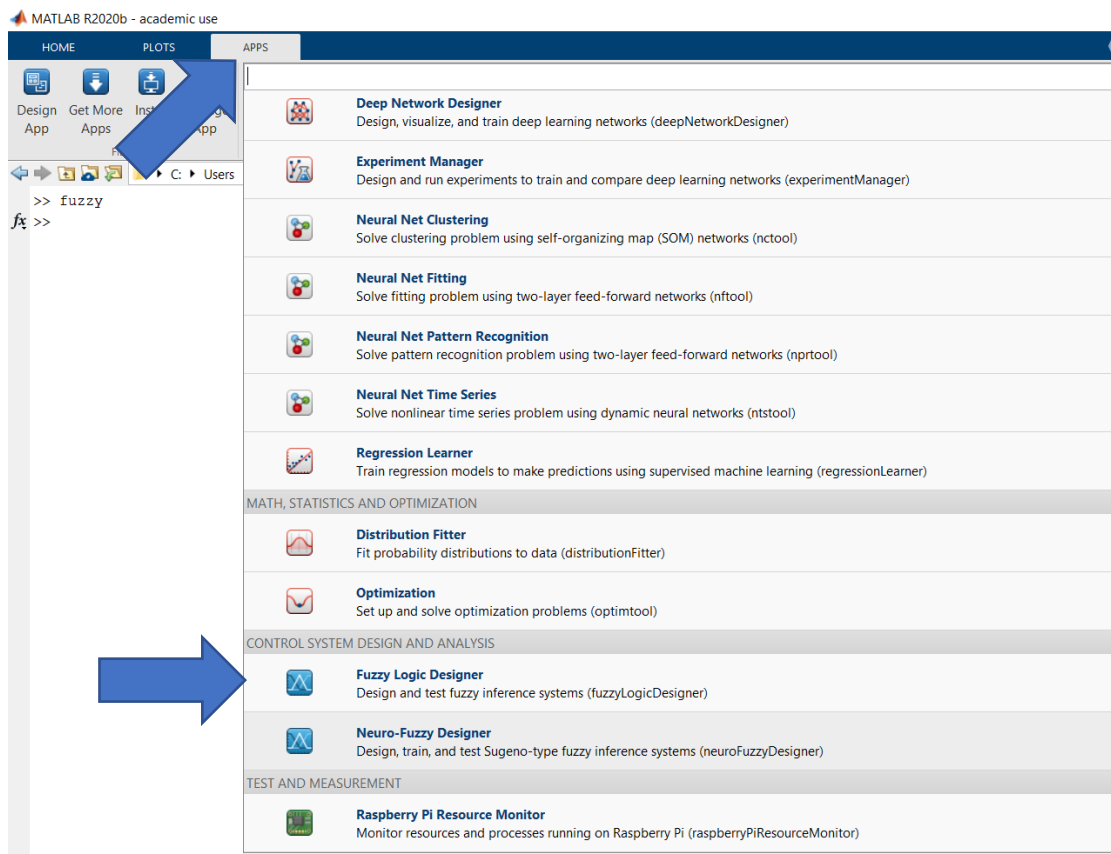 MATLAB R2020b - academic use
HOME PLOTS APPS
Design App
Get More Apps
App
C: Users
>> fuzzy
fx >>
Deep Network Designer
Design, visualize, and train deep learning networks (deepNetworkDesigner)
Experiment Manager
Design and run experiments to train and compare deep learning networks (experimentManager)
Neural Net Clustering
Solve clustering problem using self-organizing map (SOM) networks (nctool)
Neural Net Fitting
Solve fitting problem using two-layer feed-forward networks (nftool)
Neural Net Pattern Recognition
Solve pattern recognition problem using two-layer feed-forward networks (nprtool)
Neural Net Time Series
Solve nonlinear time series problem using dynamic neural networks (ntstool)
Regression Learner
Train regression models to make predictions using supervised machine learning (regressionLearner)
MATH, STATISTICS AND OPTIMIZATION
Distribution Fitter
Fit probability distributions to data (distributionFitter)
Optimization
Set up and solve optimization problems (optimtool)
CONTROL SYSTEM DESIGN AND ANALYSIS
Fuzzy Logic Designer
Design and test fuzzy inference systems (fuzzyLogicDesigner)
Neuro-Fuzzy Designer
Design, train, and test Sugeno-type fuzzy inference systems (neuroFuzzyDesigner)
TEST AND MEASUREMENT
Raspberry Pi Resource Monitor
Monitor resources and processes running on Raspberry Pi (raspberryPiResourceMonitor)